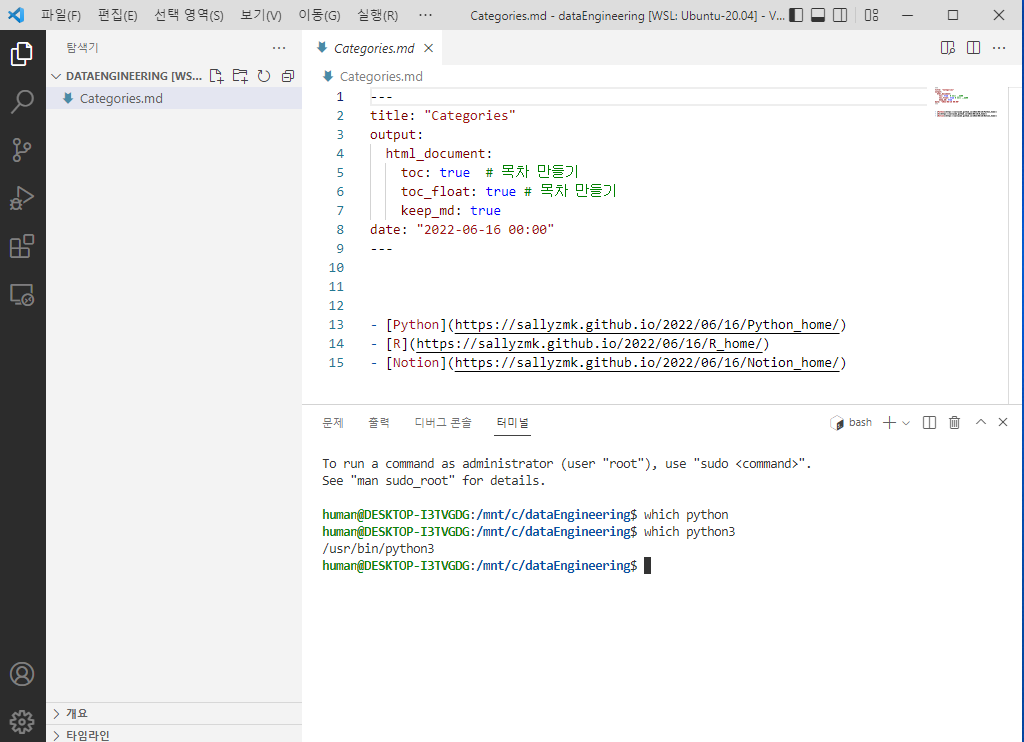 파일(F) 편집(E) 선택 영역(S) 보기(V) 이동(G) 실행(R) ··· Categories.md - dataEngineering [WSL: Ubuntu-20.04] - V...
탐색기
DATAENGINEERING [WS...
Categories.md
Categories.md
Categories.md
1 ---
2 title: "Categories"
3 output:
4   html_document:
5     toc: true  # 목차 만들기
6     toc_float: true # 목차 만들기
7     keep_md: true
8 date: "2022-06-16 00:00"
9 ---
10
11
12
13 - [Python](https://sallyzmk.github.io/2022/06/16/Python_home/)
14 - [R](https://sallyzmk.github.io/2022/06/16/R_home/)
15 - [Notion](https://sallyzmk.github.io/2022/06/16/Notion_home/)
문제 출력 디버그 콘솔 터미널 bash
To run a command as administrator (user "root"), use "sudo <command>".
See "man sudo_root" for details.
human@DESKTOP-I3TVGDG:/mnt/c/dataEngineering$ which python
human@DESKTOP-I3TVGDG:/mnt/c/dataEngineering$ which python3
/usr/bin/python3
human@DESKTOP-I3TVGDG:/mnt/c/dataEngineering$
개요
타임라인